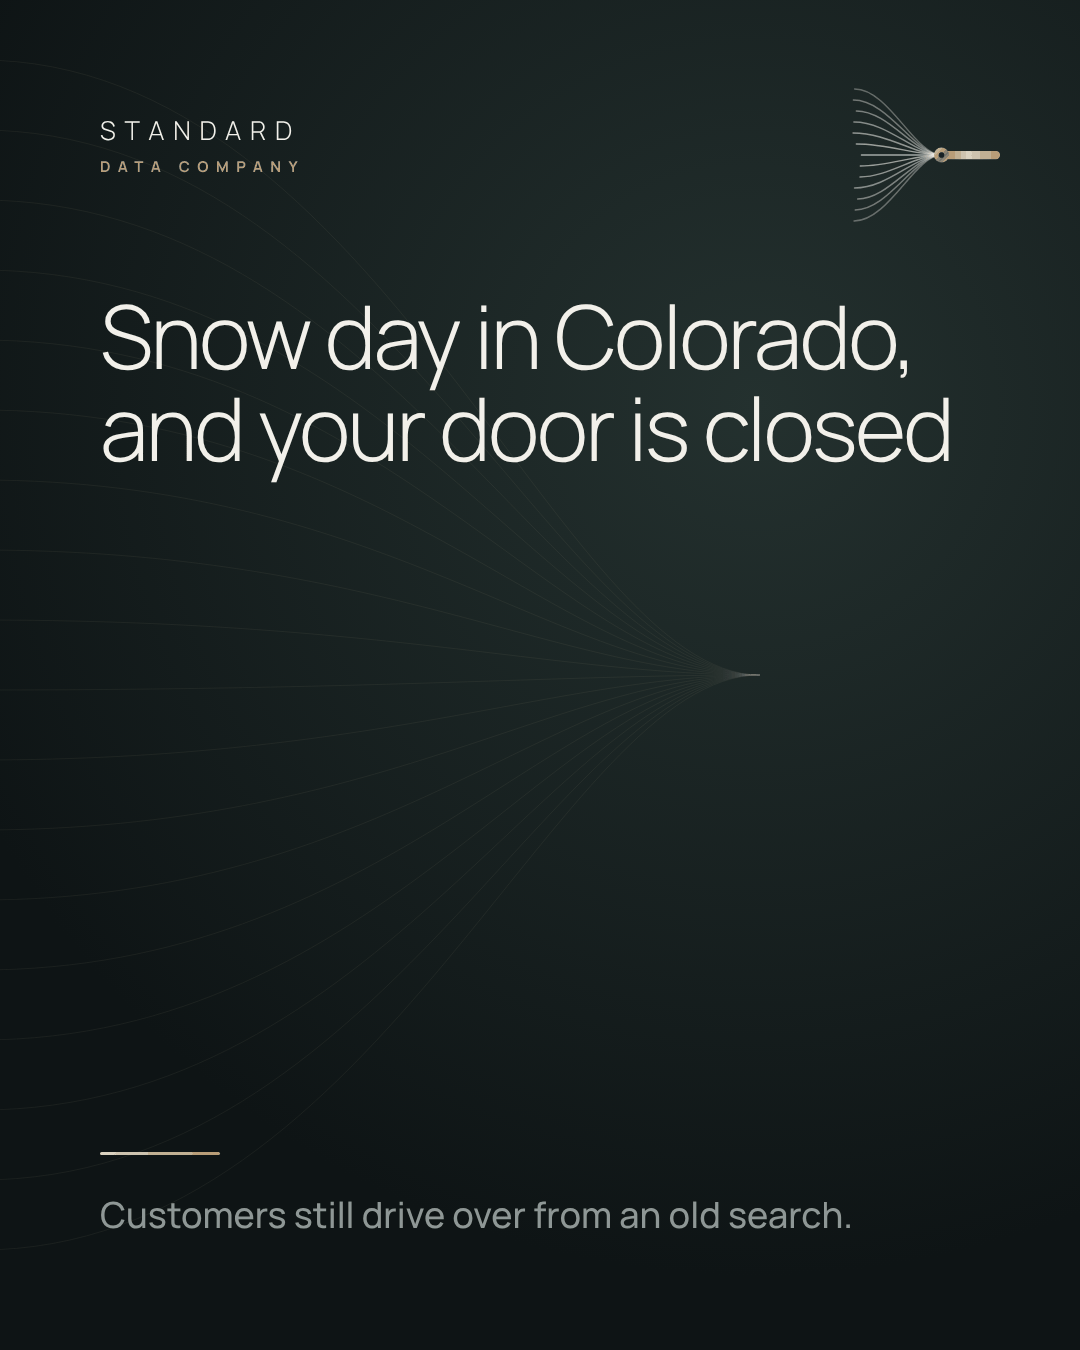 STANDARD
DATA COMPANY
Snow day in Colorado,
and your door is closed
Customers still drive over from an old search.